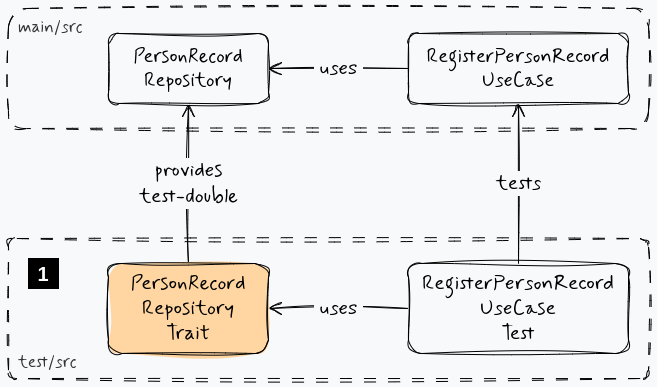 main/src
PersonRecord
Repository
uses
RegisterPersonRecord
UseCase
provides
test-double
tests
1
PersonRecord
Repository
Trait
uses
RegisterPersonRecord
UseCase
Test
test/src